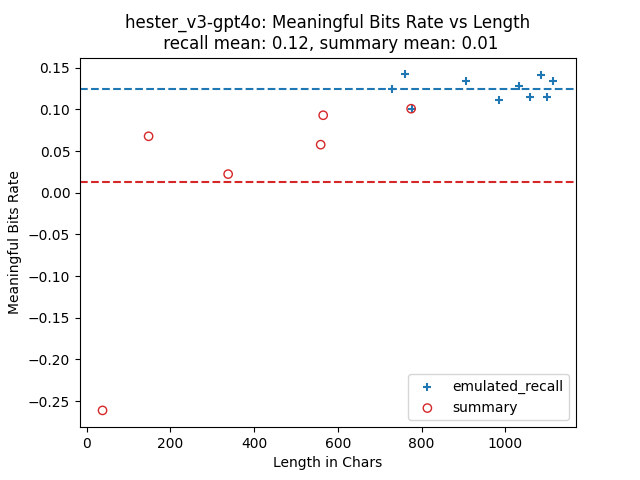 hester_v3-gpt4o: Meaningful Bits Rate vs Length
recall mean: 0.12, summary mean: 0.01
0.15
0.10
0.05
0.00
−0.05
−0.10
−0.15
−0.20
−0.25
Meaningful Bits Rate
emulated_recall
summary
0 200 400 600 800 1000
Length in Chars